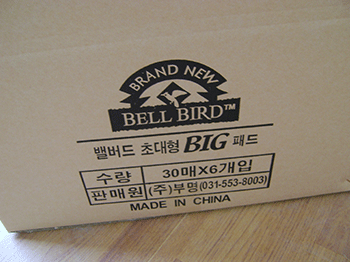 BRAND NEW
BELL BIRD™
밸버드 초대형 BIG 패드
수량 30매X6개입
판매원 (주)부명(031-553-8003)
MADE IN CHINA